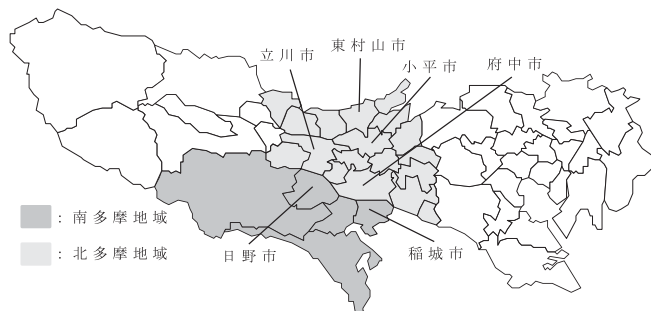 東村山市
立川市
小平市
府中市
：南多摩地域
：北多摩地域
日野市
稲城市